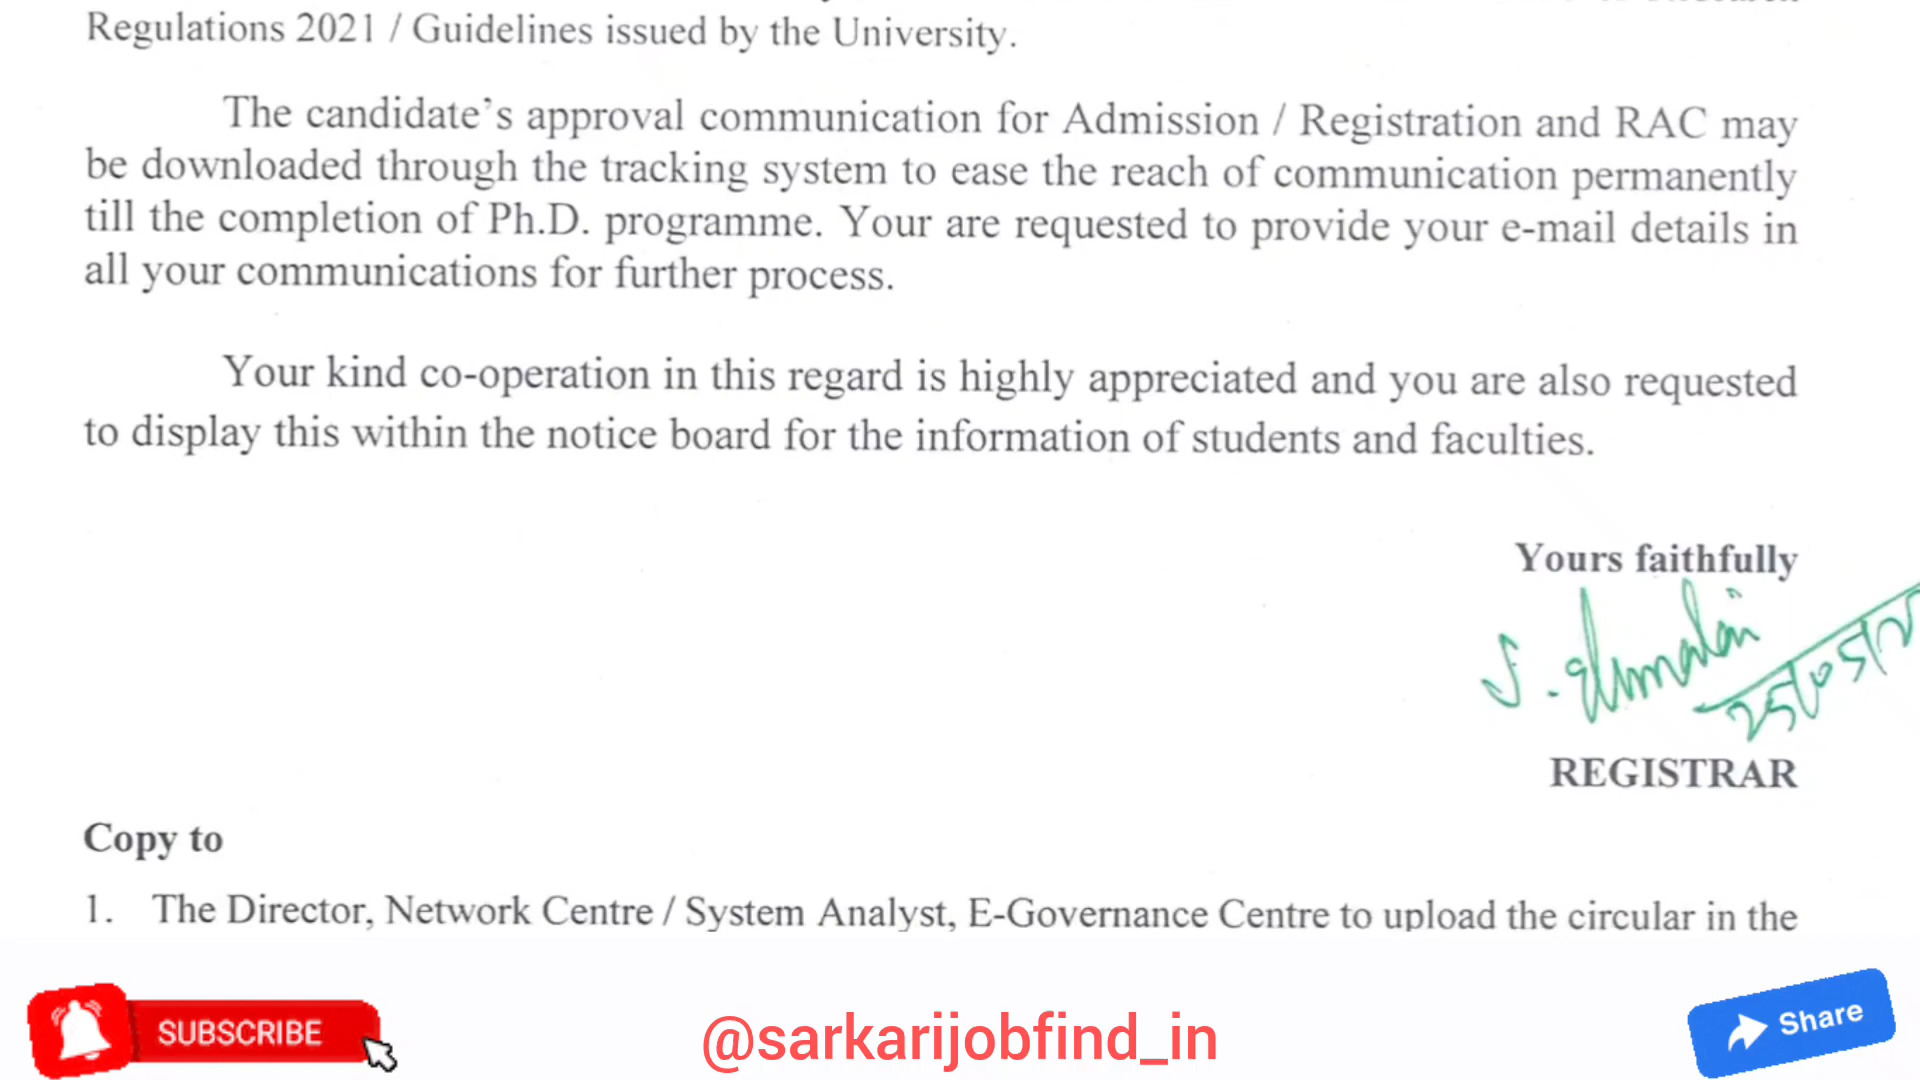 Regulations 2021 / Guidelines issued by the University.
The candidate's approval communication for Admission / Registration and RAC may
be downloaded through the tracking system to ease the reach of communication permanently
till the completion of Ph.D. programme. Your are requested to provide your e-mail details in
all your communications for further process.
Your kind co-operation in this regard is highly appreciated and you are also requested
to display this within the notice board for the information of students and faculties.
Yours faithfully
REGISTRAR
Copy to
1. The Director, Network Centre / System Analyst, E-Governance Centre to upload the circular in the
SUBSCRIBE
@sarkarijobfind_in
Share